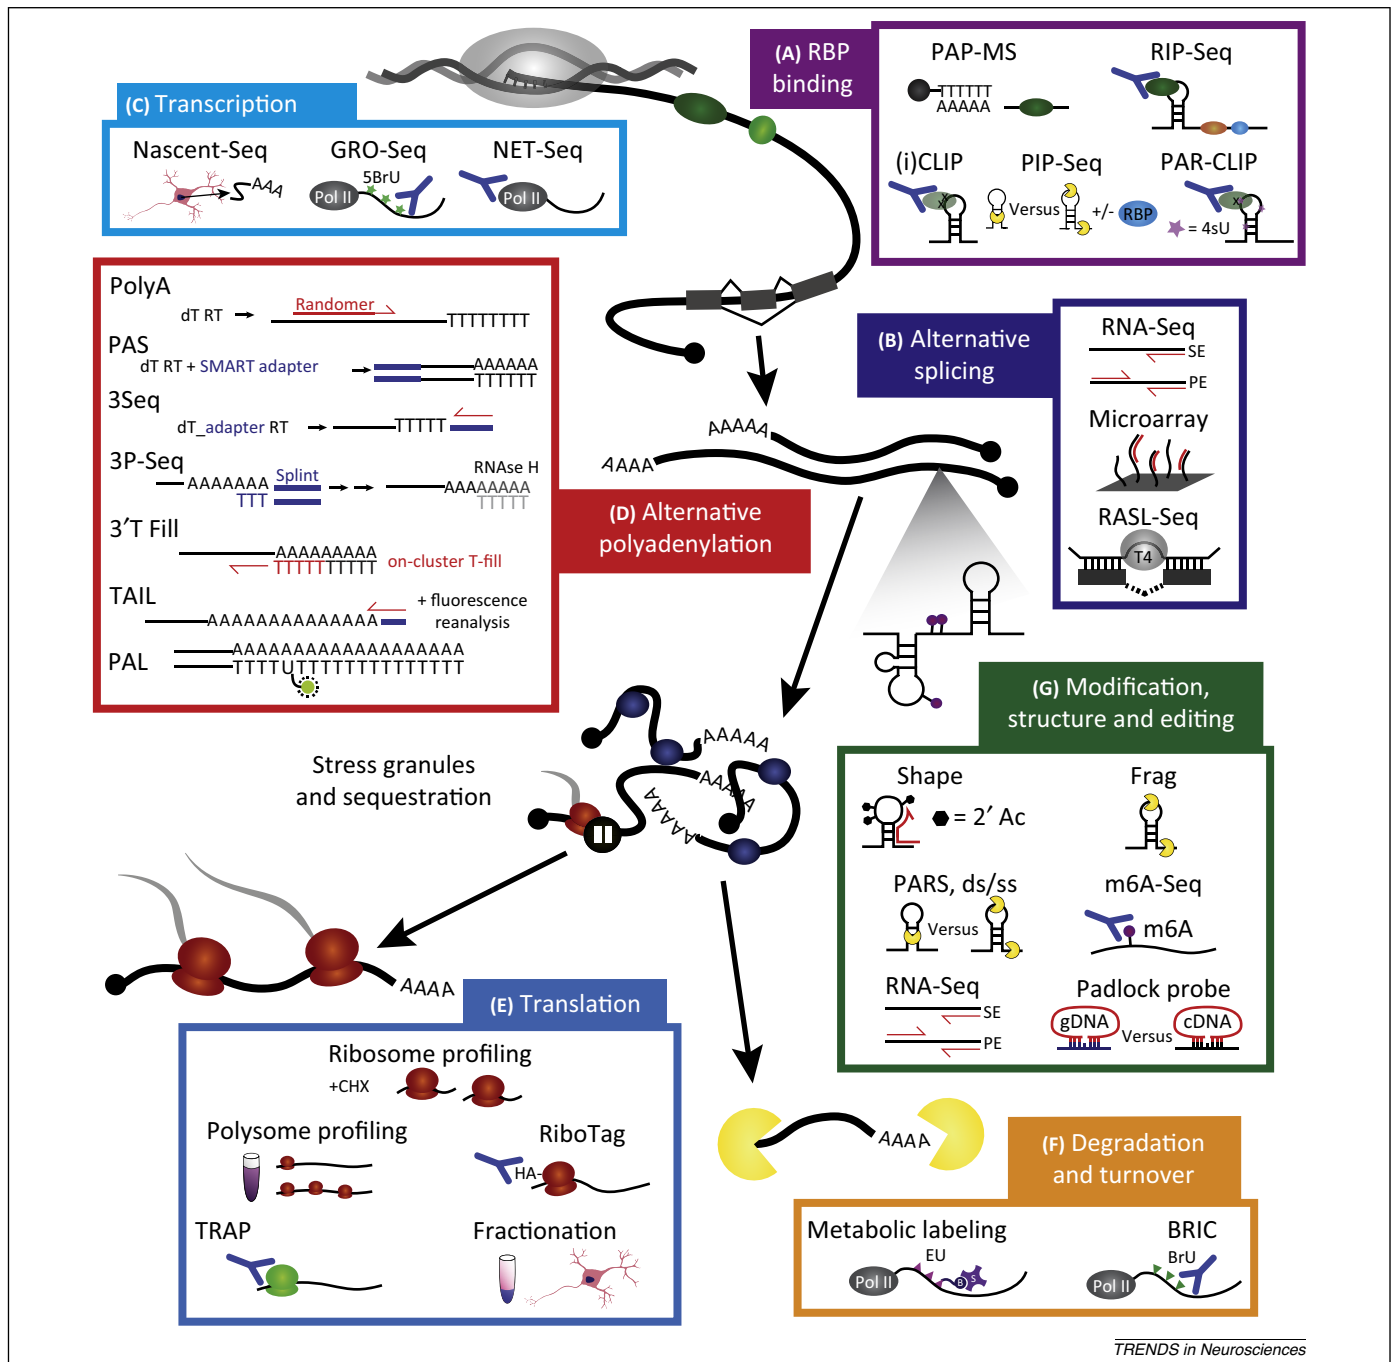 (A) RBP
binding
PAP-MS
TTTTTT
AAAAA
RIP-Seq
(i)CLIP
X
X
PIP-Seq
Versus
+/-
RBP
PAR-CLIP
X
= 4sU
(C) Transcription
Nascent-Seq
AAA
GRO-Seq
5BrU
Pol II
NET-Seq
Pol II
PolyA
dT RT
Randomer
TTTTTTTT
PAS
dT RT + SMART adapter
AAAAAA
TTTTTT
3Seq
dT_adapter RT
TTTTT
3P-Seq
AAAAAAA
TTT
Splint
RNAse H
AAAAAAAA
TTTTT
3′T Fill
AAAAAAAAA
TTTTTTTTTT
on-cluster T-fill
TAIL
AAAAAAAAAAAAAAA
+ fluorescence
reanalysis
PAL
AAAAAAAAAAAAAAAAAAA
TTTTUTTTTTTTTTTTTTT
(D) Alternative
polyadenylation
(B) Alternative
splicing
RNA-Seq
SE
PE
Microarray
RASL-Seq
T4
AAAAA
AAAA
(G) Modification,
structure and editing
Shape
= 2′ Ac
Frag
PARS, ds/ss
Versus
m6A-Seq
m6A
RNA-Seq
SE
PE
Padlock probe
gDNA
Versus
cDNA
Stress granules
and sequestration
AAAAA
AAAAA
AAAAA
AAAA
(E) Translation
Ribosome profiling
+CHX
Polysome profiling
RiboTag
HA-
TRAP
Fractionation
AAAA
(F) Degradation
and turnover
Metabolic labeling
EU
Pol II
B
S
BRIC
BrU
Pol II
TRENDS in Neurosciences